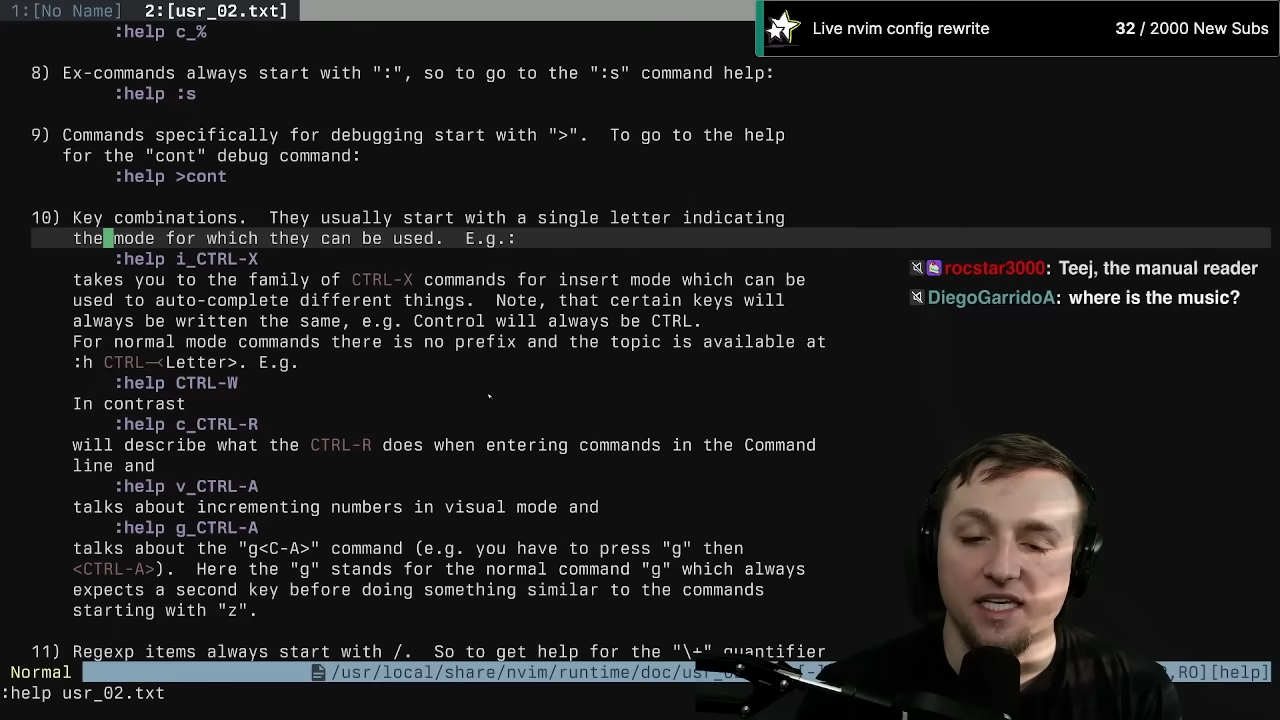 1:[No Name] 2:[usr_02.txt]
:help c_%
8) Ex-commands always start with ":", so to go to the ":s" command help:
:help :s
9) Commands specifically for debugging start with ">". To go to the help
for the "cont" debug command:
:help >cont
10) Key combinations. They usually start with a single letter indicating
the mode for which they can be used. E.g.:
:help i_CTRL-X
takes you to the family of CTRL-X commands for insert mode which can be
used to auto-complete different things. Note, that certain keys will
always be written the same, e.g. Control will always be CTRL.
For normal mode commands there is no prefix and the topic is available at
:h CTRL-<Letter>. E.g.
:help CTRL-W
In contrast
:help c_CTRL-R
will describe what the CTRL-R does when entering commands in the Command
line and
:help v_CTRL-A
talks about incrementing numbers in visual mode and
:help g_CTRL-A
talks about the "g<C-A>" command (e.g. you have to press "g" then
<CTRL-A>). Here the "g" stands for the normal command "g" which always
expects a second key before doing something similar to the commands
starting with "z".
11) Regexp items always start with /. So to get help for the "\+" quantifier
Normal /usr/local/share/nvim/runtime/doc/us ,RO][help]
:help usr_02.txt
Live nvim config rewrite 32 / 2000 New Subs
rocstar3000: Teej, the manual reader
DiegoGarridoA: where is the music?